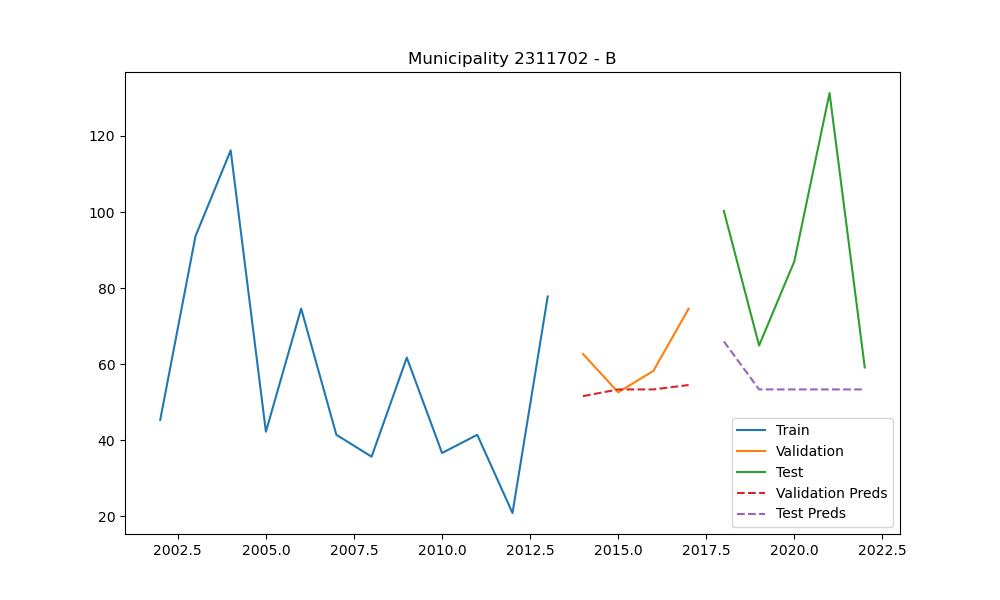 Municipality 2311702 - B
120
100
80
60
40
20
2002.5 2005.0 2007.5 2010.0 2012.5 2015.0 2017.5 2020.0 2022.5
Train
Validation
Test
Validation Preds
Test Preds